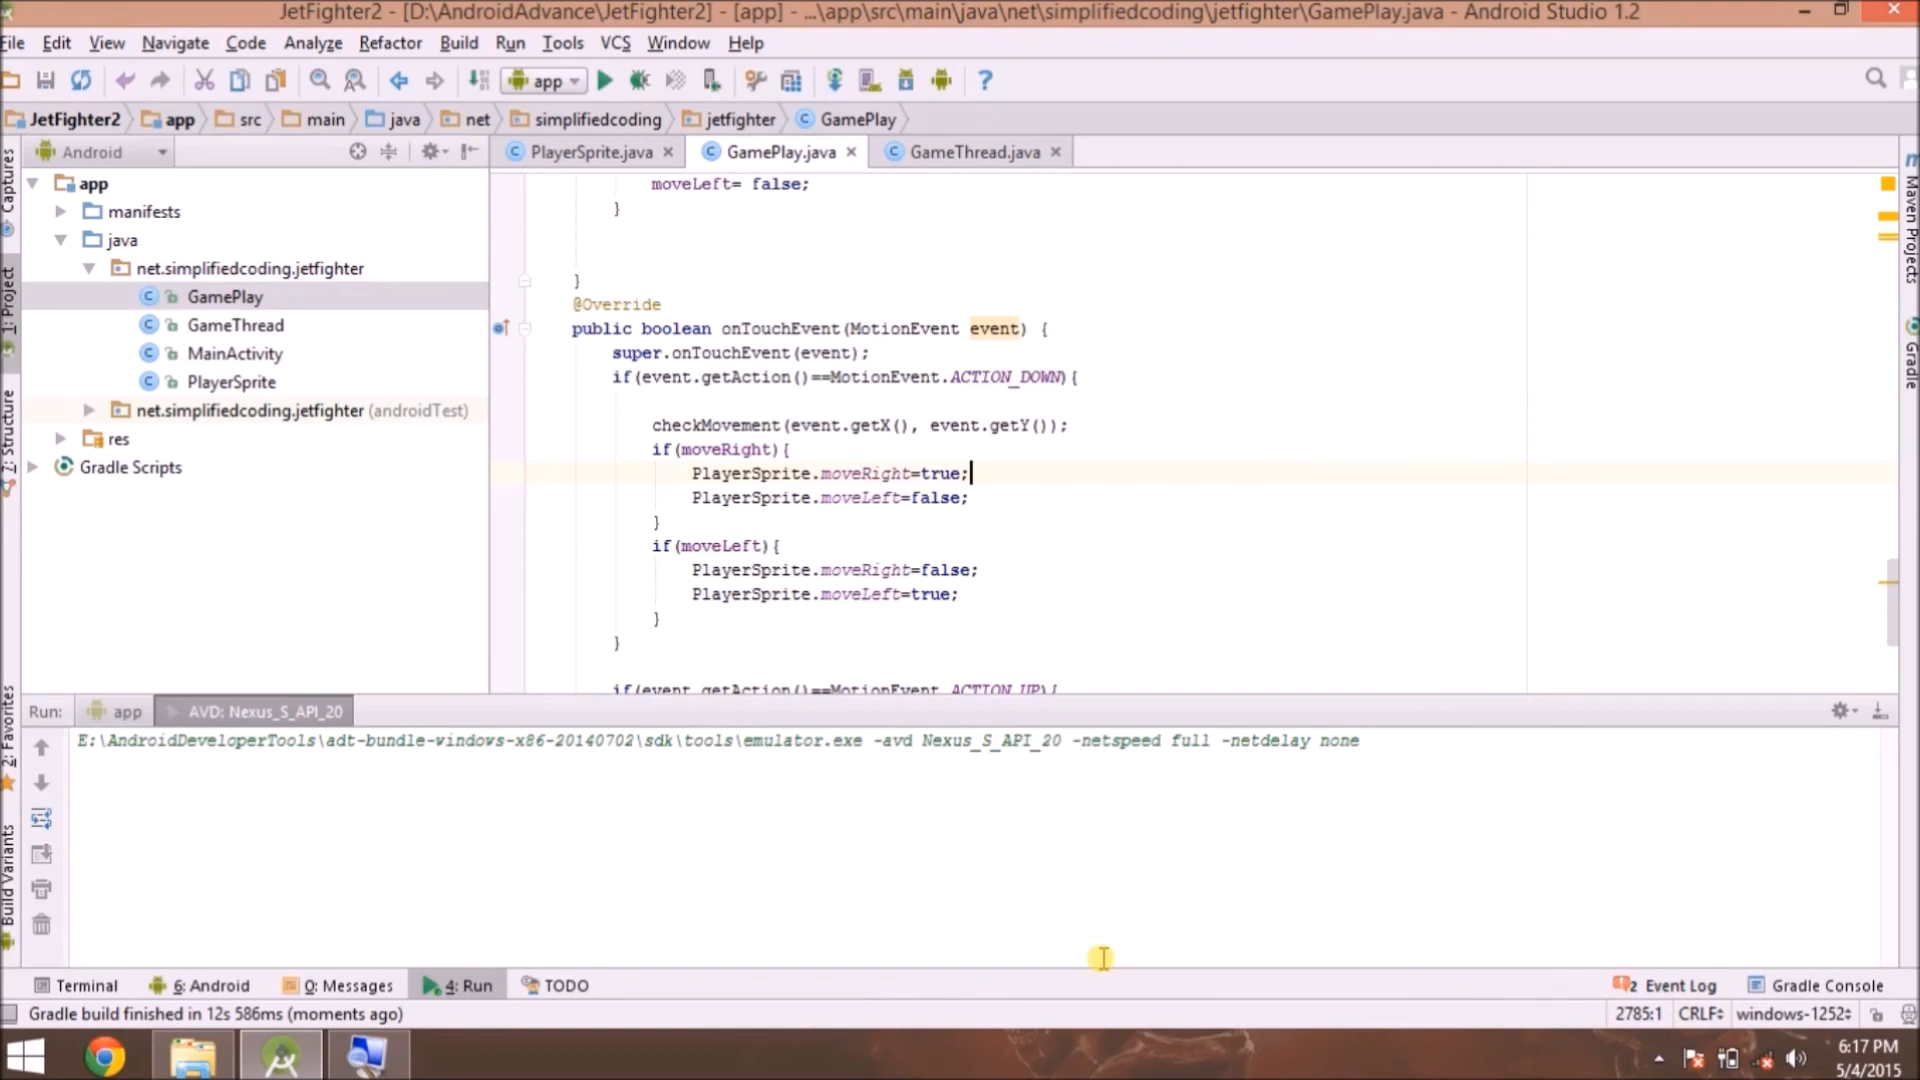 JetFighter2 - [D:\AndroidAdvance\JetFighter2] - [app] - ...\app\src\main\java\net\simplifiedcoding\jetfighter\GamePlay.java - Android Studio 1.2
File Edit View Navigate Code Analyze Refactor Build Run Tools VCS Window Help
app
JetFighter2 app src main java net simplifiedcoding jetfighter GamePlay
Android
PlayerSprite.java GamePlay.java GameThread.java
Captures
1: Project
7: Structure
2: Favorites
Build Variants
app
manifests
java
net.simplifiedcoding.jetfighter
GamePlay
GameThread
MainActivity
PlayerSprite
net.simplifiedcoding.jetfighter (androidTest)
res
Gradle Scripts
moveLeft= false;
}
}
@Override
public boolean onTouchEvent(MotionEvent event) {
super.onTouchEvent(event);
if(event.getAction()==MotionEvent.ACTION_DOWN){
checkMovement(event.getX(), event.getY());
if(moveRight){
PlayerSprite.moveRight=true;
PlayerSprite.moveLeft=false;
}
if(moveLeft){
PlayerSprite.moveRight=false;
PlayerSprite.moveLeft=true;
}
}
if(event.getAction()==MotionEvent.ACTION_UP){
Maven Projects
Gradle
Run: app AVD: Nexus_S_API_20
E:\AndroidDeveloperTools\adt-bundle-windows-x86-20140702\sdk\tools\emulator.exe -avd Nexus_S_API_20 -netspeed full -netdelay none
Terminal 6: Android 0: Messages 4: Run TODO 2 Event Log Gradle Console
Gradle build finished in 12s 586ms (moments ago) 2785:1 CRLF windows-1252
6:17 PM
5/4/2015